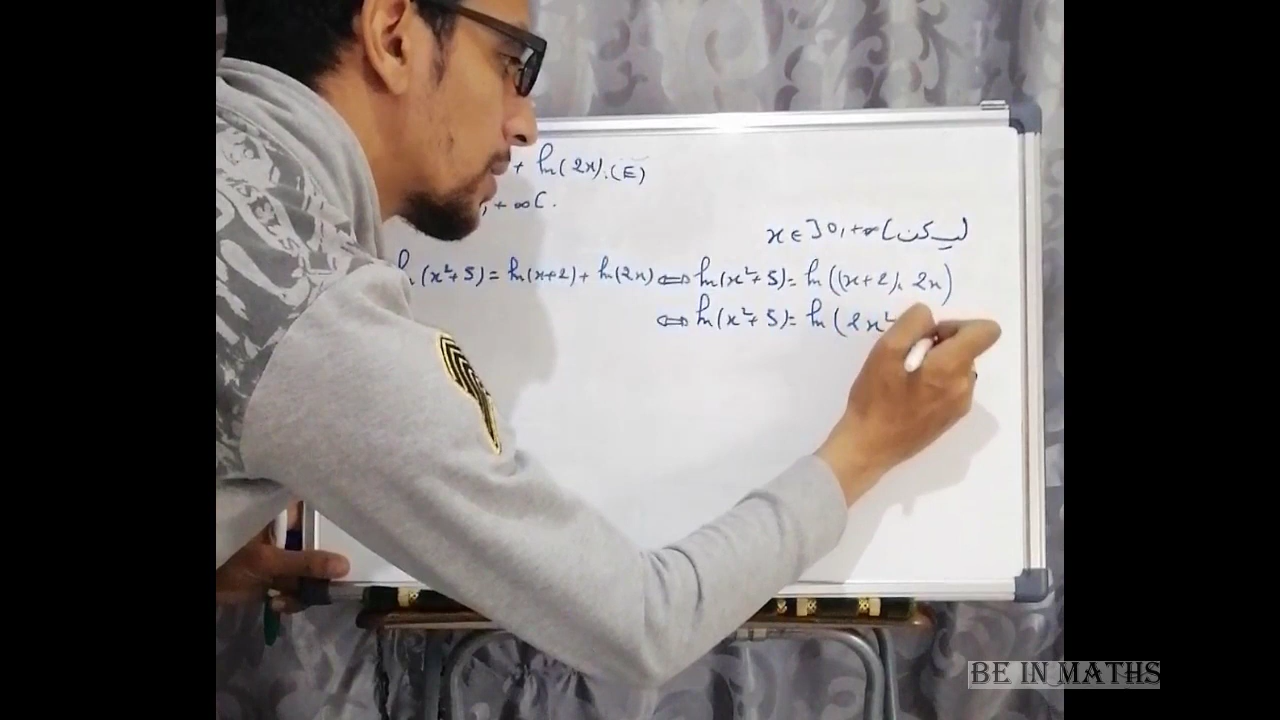 + ln(2x). (E)
, +∞[.
ليكن x ∈ ]0, +∞[
ln(x²+5) = ln(x+2) + ln(2x) ⟺ ln(x²+5) = ln((x+2). 2x)
⟺ ln(x²+5) = ln(2x²
BE IN MATHS